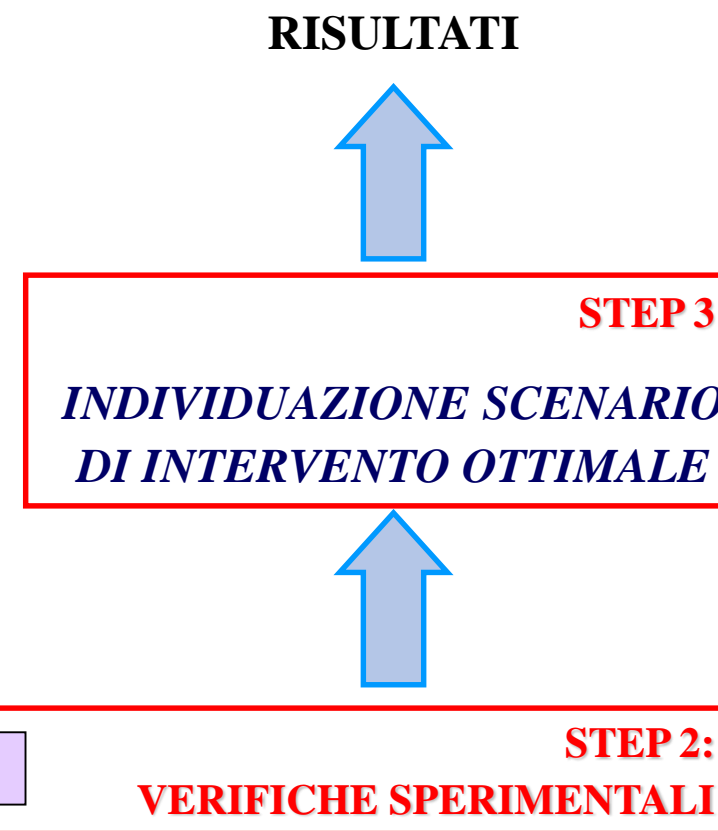 RISULTATI
STEP 3
INDIVIDUAZIONE SCENARIO
DI INTERVENTO OTTIMALE
STEP 2:
VERIFICHE SPERIMENTALI